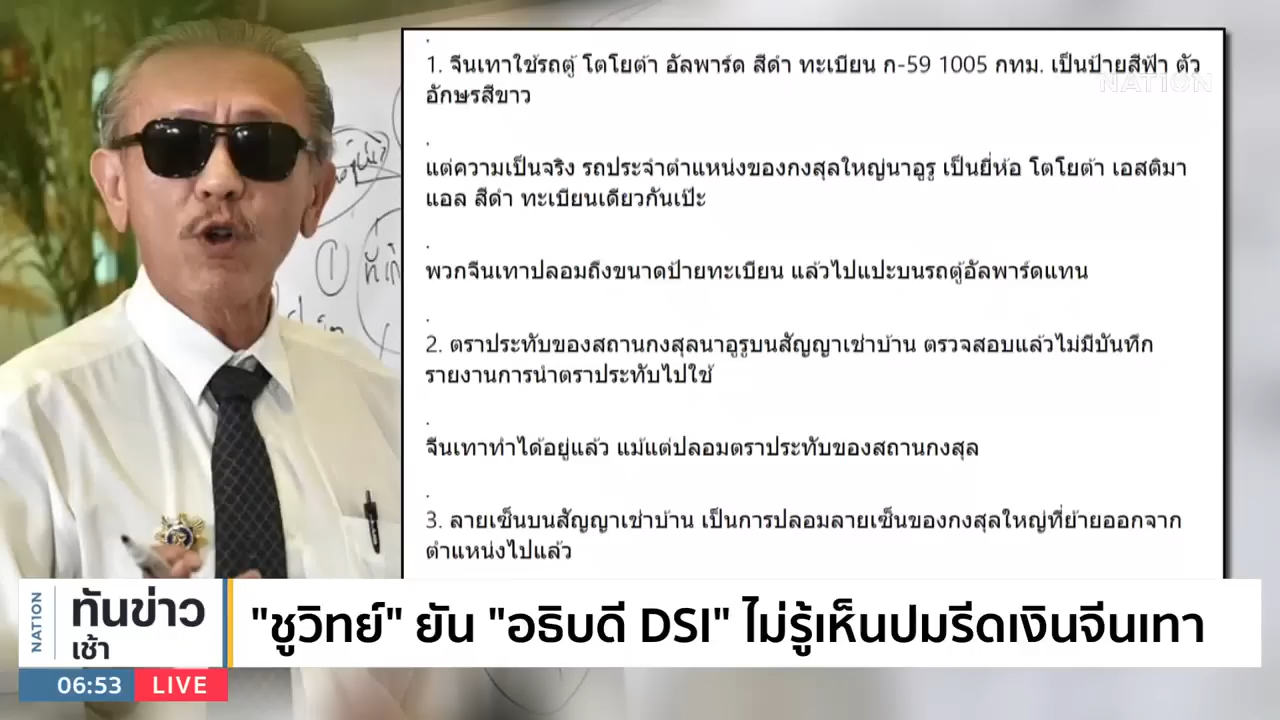 .
1. จีนเทาใช้รถตู้ โตโยต้า อัลพาร์ด สีดำ ทะเบียน ก-59 1005 กทม. เป็นป้ายสีฟ้า ตัว
อักษรสีขาว
.
แต่ความเป็นจริง รถประจำตำแหน่งของกงสุลใหญ่นาอูรู เป็นยี่ห้อ โตโยต้า เอสติมา
แอล สีดำ ทะเบียนเดียวกันเป๊ะ
.
พวกจีนเทาปลอมถึงขนาดป้ายทะเบียน แล้วไปแปะบนรถตู้อัลพาร์ดแทน
.
2. ตราประทับของสถานกงสุลนาอูรูบนสัญญาเช่าบ้าน ตรวจสอบแล้วไม่มีบันทึก
รายงานการนำตราประทับไปใช้
.
จีนเทาทำได้อยู่แล้ว แม้แต่ปลอมตราประทับของสถานกงสุล
.
3. ลายเซ็นบนสัญญาเช่าบ้าน เป็นการปลอมลายเซ็นของกงสุลใหญ่ที่ย้ายออกจาก
ตำแหน่งไปแล้ว
NATION
1
NATION
ทันข่าว
เช้า
"ชูวิทย์" ยัน "อธิบดี DSI" ไม่รู้เห็นปมรีดเงินจีนเทา
06:53 LIVE